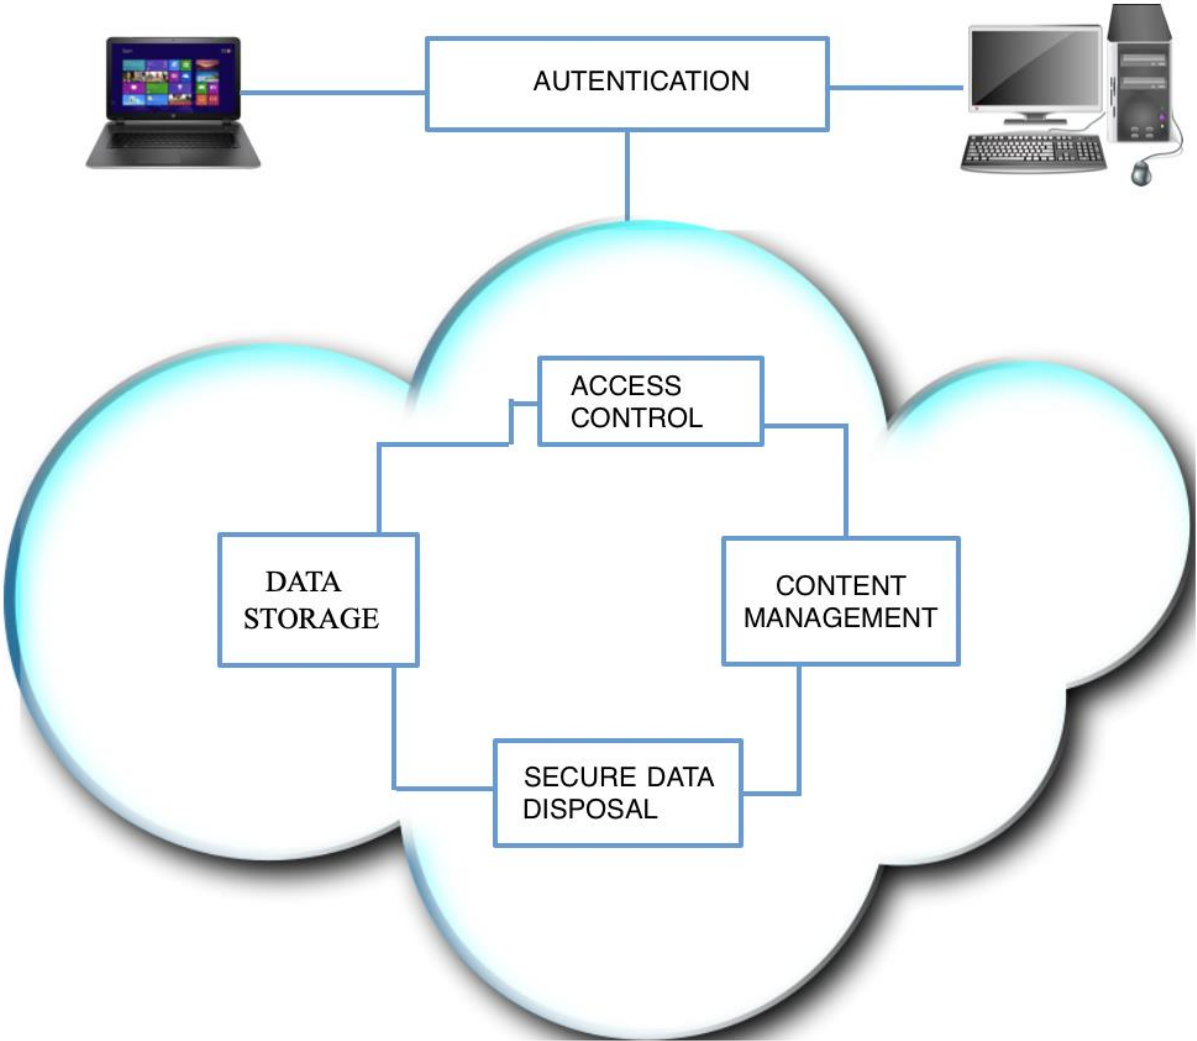 AUTENTICATION
ACCESS
CONTROL
DATA
STORAGE
CONTENT
MANAGEMENT
SECURE DATA
DISPOSAL